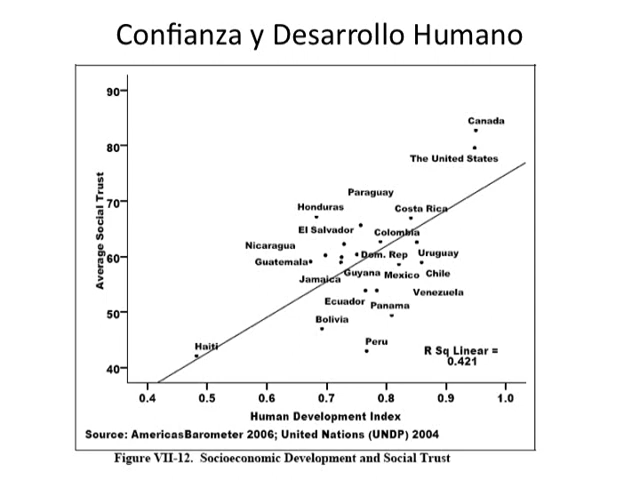 Confianza y Desarrollo Humano
90
Canada
80
The United States
Paraguay
70
Honduras
Costa Rica
El Salvador
Colombia
Nicaragua
60
Dom. Rep
Uruguay
Guatemala
Guyana
Mexico
Chile
Jamaica
Venezuela
Ecuador
Panama
50
Bolivia
Peru
Haiti
R Sq Linear =
0.421
40
Average Social Trust
0.4 0.5 0.6 0.7 0.8 0.9 1.0
Human Development Index
Source: AmericasBarometer 2006; United Nations (UNDP) 2004
Figure VII-12. Socioeconomic Development and Social Trust